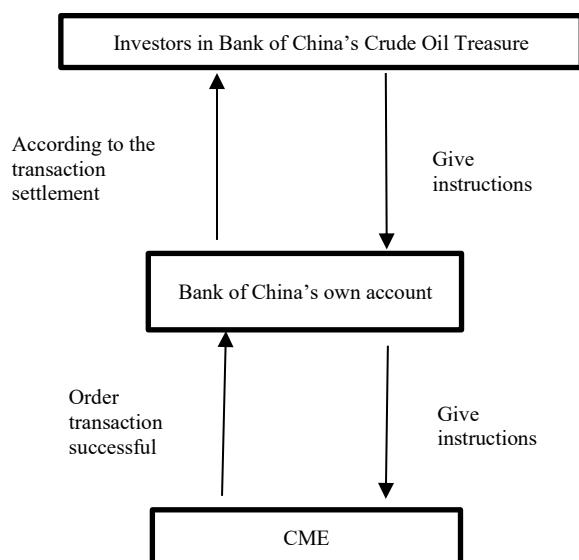 Investors in Bank of China’s Crude Oil Treasure
According to the
transaction
settlement
Give
instructions
Bank of China’s own account
Order
transaction
successful
Give
instructions
CME